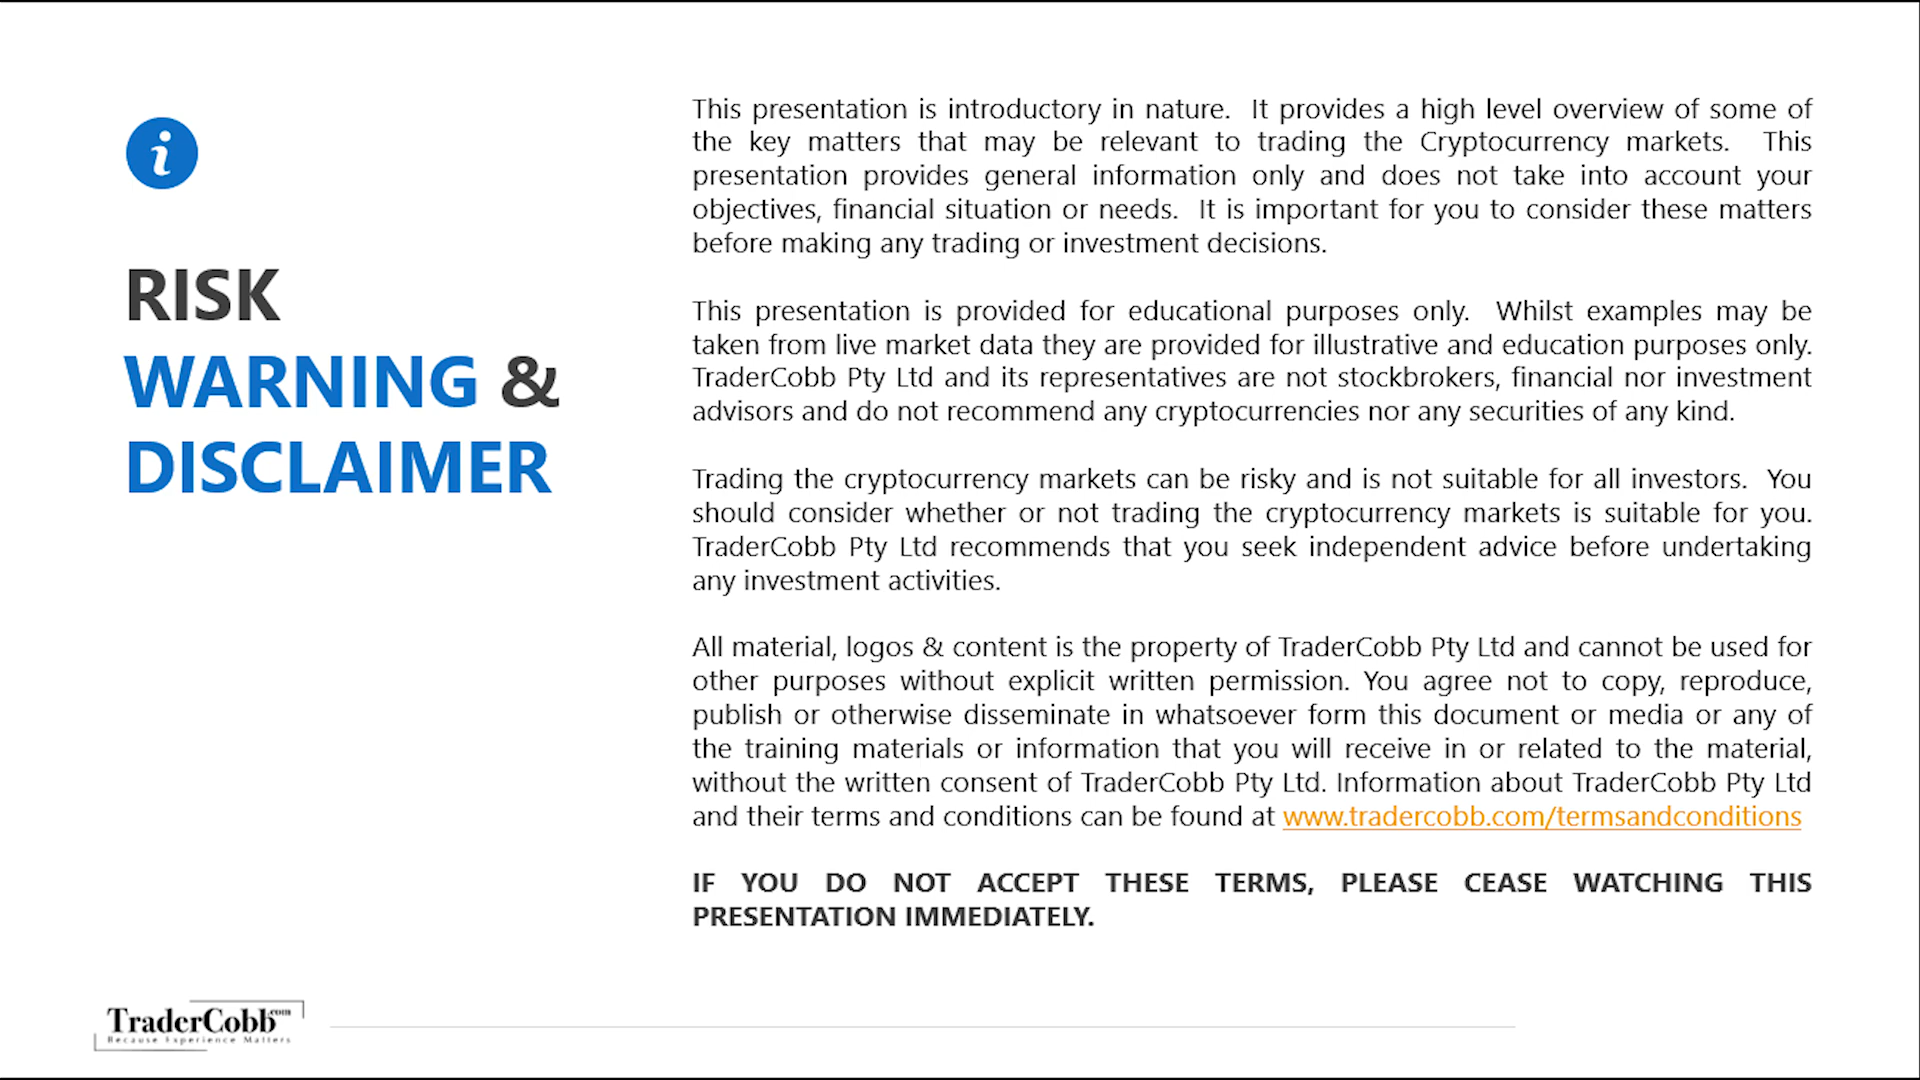 RISK
WARNING &
DISCLAIMER
This presentation is introductory in nature.  It provides a high level overview of some of
the key matters that may be relevant to trading the Cryptocurrency markets.  This
presentation provides general information only and does not take into account your
objectives, financial situation or needs.  It is important for you to consider these matters
before making any trading or investment decisions.
This presentation is provided for educational purposes only.  Whilst examples may be
taken from live market data they are provided for illustrative and education purposes only.
TraderCobb Pty Ltd and its representatives are not stockbrokers, financial nor investment
advisors and do not recommend any cryptocurrencies nor any securities of any kind.
Trading the cryptocurrency markets can be risky and is not suitable for all investors.  You
should consider whether or not trading the cryptocurrency markets is suitable for you.
TraderCobb Pty Ltd recommends that you seek independent advice before undertaking
any investment activities.
All material, logos & content is the property of TraderCobb Pty Ltd and cannot be used for
other purposes without explicit written permission. You agree not to copy, reproduce,
publish or otherwise disseminate in whatsoever form this document or media or any of
the training materials or information that you will receive in or related to the material,
without the written consent of TraderCobb Pty Ltd. Information about TraderCobb Pty Ltd
and their terms and conditions can be found at www.tradercobb.com/termsandconditions
IF YOU DO NOT ACCEPT THESE TERMS, PLEASE CEASE WATCHING THIS
PRESENTATION IMMEDIATELY.
TraderCobb.com
Because Experience Matters